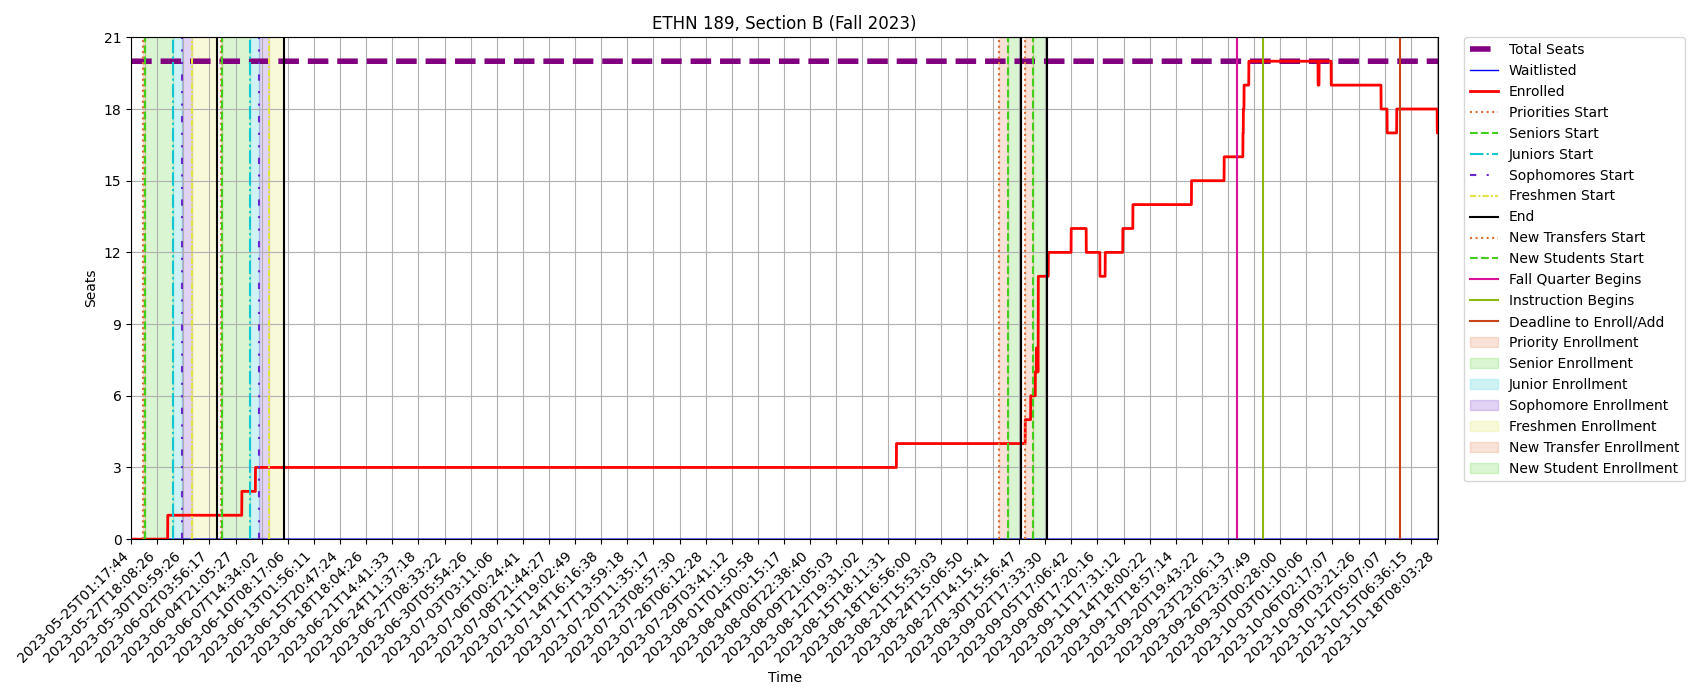 ETHN 189, Section B (Fall 2023)
Seats
21
18
15
12
9
6
3
0
2023-05-25T01:17:44
2023-05-27T18:08:26
2023-05-30T10:59:26
2023-06-02T03:56:17
2023-06-04T21:05:27
2023-06-07T14:34:02
2023-06-10T08:17:06
2023-06-13T01:56:11
2023-06-15T20:47:24
2023-06-18T18:04:26
2023-06-21T14:41:33
2023-06-24T11:37:18
2023-06-27T08:33:22
2023-06-30T05:54:26
2023-07-03T03:11:06
2023-07-06T00:24:41
2023-07-08T21:44:27
2023-07-11T19:02:49
2023-07-14T16:16:38
2023-07-17T13:59:18
2023-07-20T11:35:17
2023-07-23T08:57:30
2023-07-26T06:12:28
2023-07-29T03:41:12
2023-08-01T01:50:58
2023-08-04T00:15:17
2023-08-06T22:38:40
2023-08-09T21:05:03
2023-08-12T19:31:02
2023-08-15T18:11:31
2023-08-18T16:56:00
2023-08-21T15:53:03
2023-08-24T15:06:50
2023-08-27T14:15:41
2023-08-30T15:56:47
2023-09-02T17:33:30
2023-09-05T17:06:42
2023-09-08T17:20:16
2023-09-11T17:31:12
2023-09-14T18:00:22
2023-09-17T18:57:14
2023-09-20T19:43:22
2023-09-23T23:06:13
2023-09-26T23:37:49
2023-09-30T00:28:00
2023-10-03T01:10:06
2023-10-06T02:17:07
2023-10-09T03:21:26
2023-10-12T05:07:07
2023-10-15T06:36:15
2023-10-18T08:03:28
Time
Total Seats
Waitlisted
Enrolled
Priorities Start
Seniors Start
Juniors Start
Sophomores Start
Freshmen Start
End
New Transfers Start
New Students Start
Fall Quarter Begins
Instruction Begins
Deadline to Enroll/Add
Priority Enrollment
Senior Enrollment
Junior Enrollment
Sophomore Enrollment
Freshmen Enrollment
New Transfer Enrollment
New Student Enrollment